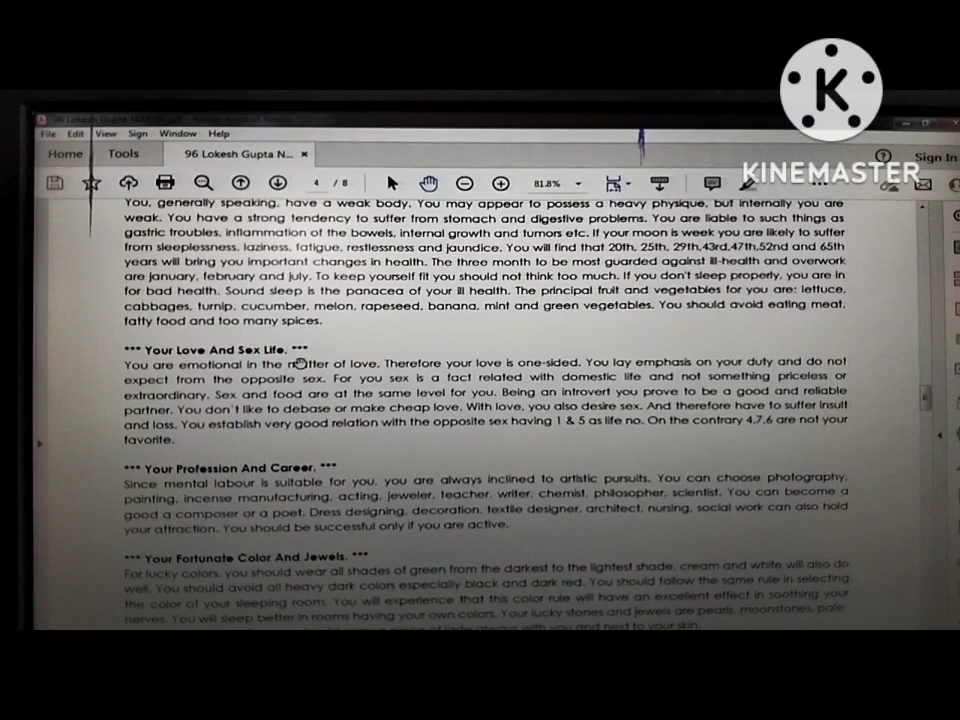 KINEMASTER
96 Lokesh Gupta
File Edit View Sign Window Help
Home Tools 96 Lokesh Gupta N... × Sign In
4 / 8 81.8%
You, generally speaking, have a weak body. You may appear to possess a heavy physique, but internally you are
weak. You have a strong tendency to suffer from stomach and digestive problems. You are liable to such things as
gastric troubles, inflammation of the bowels, internal growth and tumors etc. If your moon is week you are likely to suffer
from sleeplessness, laziness, fatigue, restlessness and jaundice. You will find that 20th, 25th, 29th,43rd,47th,52nd and 65th
years will bring you important changes in health. The three month to be most guarded against ill-health and overwork
are january, february and july. To keep yourself fit you should not think too much. If you don't sleep properly, you are in
for bad health. Sound sleep is the panacea of your ill health. The principal fruit and vegetables for you are: lettuce,
cabbages, turnip, cucumber, melon, rapeseed, banana, mint and green vegetables. You should avoid eating meat,
fatty food and too many spices.
*** Your Love And Sex Life. ***
You are emotional in the matter of love. Therefore your love is one-sided. You lay emphasis on your duty and do not
expect from the opposite sex. For you sex is a fact related with domestic life and not something priceless or
extraordinary. Sex and food are at the same level for you. Being an introvert you prove to be a good and reliable
partner. You don't like to debase or make cheap love. With love, you also desire sex. And therefore have to suffer insult
and loss. You establish very good relation with the opposite sex having 1 & 5 as life no. On the contrary 4,7,6 are not your
favorite.
*** Your Profession And Career. ***
Since mental labour is suitable for you, you are always inclined to artistic pursuits. You can choose photography,
painting, incense manufacturing, acting, jeweler, teacher, writer, chemist, philosopher, scientist. You can become a
good a composer or a poet. Dress designing, decoration, textile designer, architect, nursing, social work can also hold
your attraction. You should be successful only if you are active.
*** Your Fortunate Color And Jewels. ***
For lucky colors, you should wear all shades of green from the darkest to the lightest shade, cream and white will also do
well. You should avoid all heavy dark colors especially black and dark red. You should follow the same rule in selecting
the color of your sleeping room. You will experience that this color rule will have an excellent effect in soothing your
nerves. You will sleep better in rooms having your own colors. Your lucky stones and jewels are pearls, moonstones, pale
of jade always with you and next to your skin.